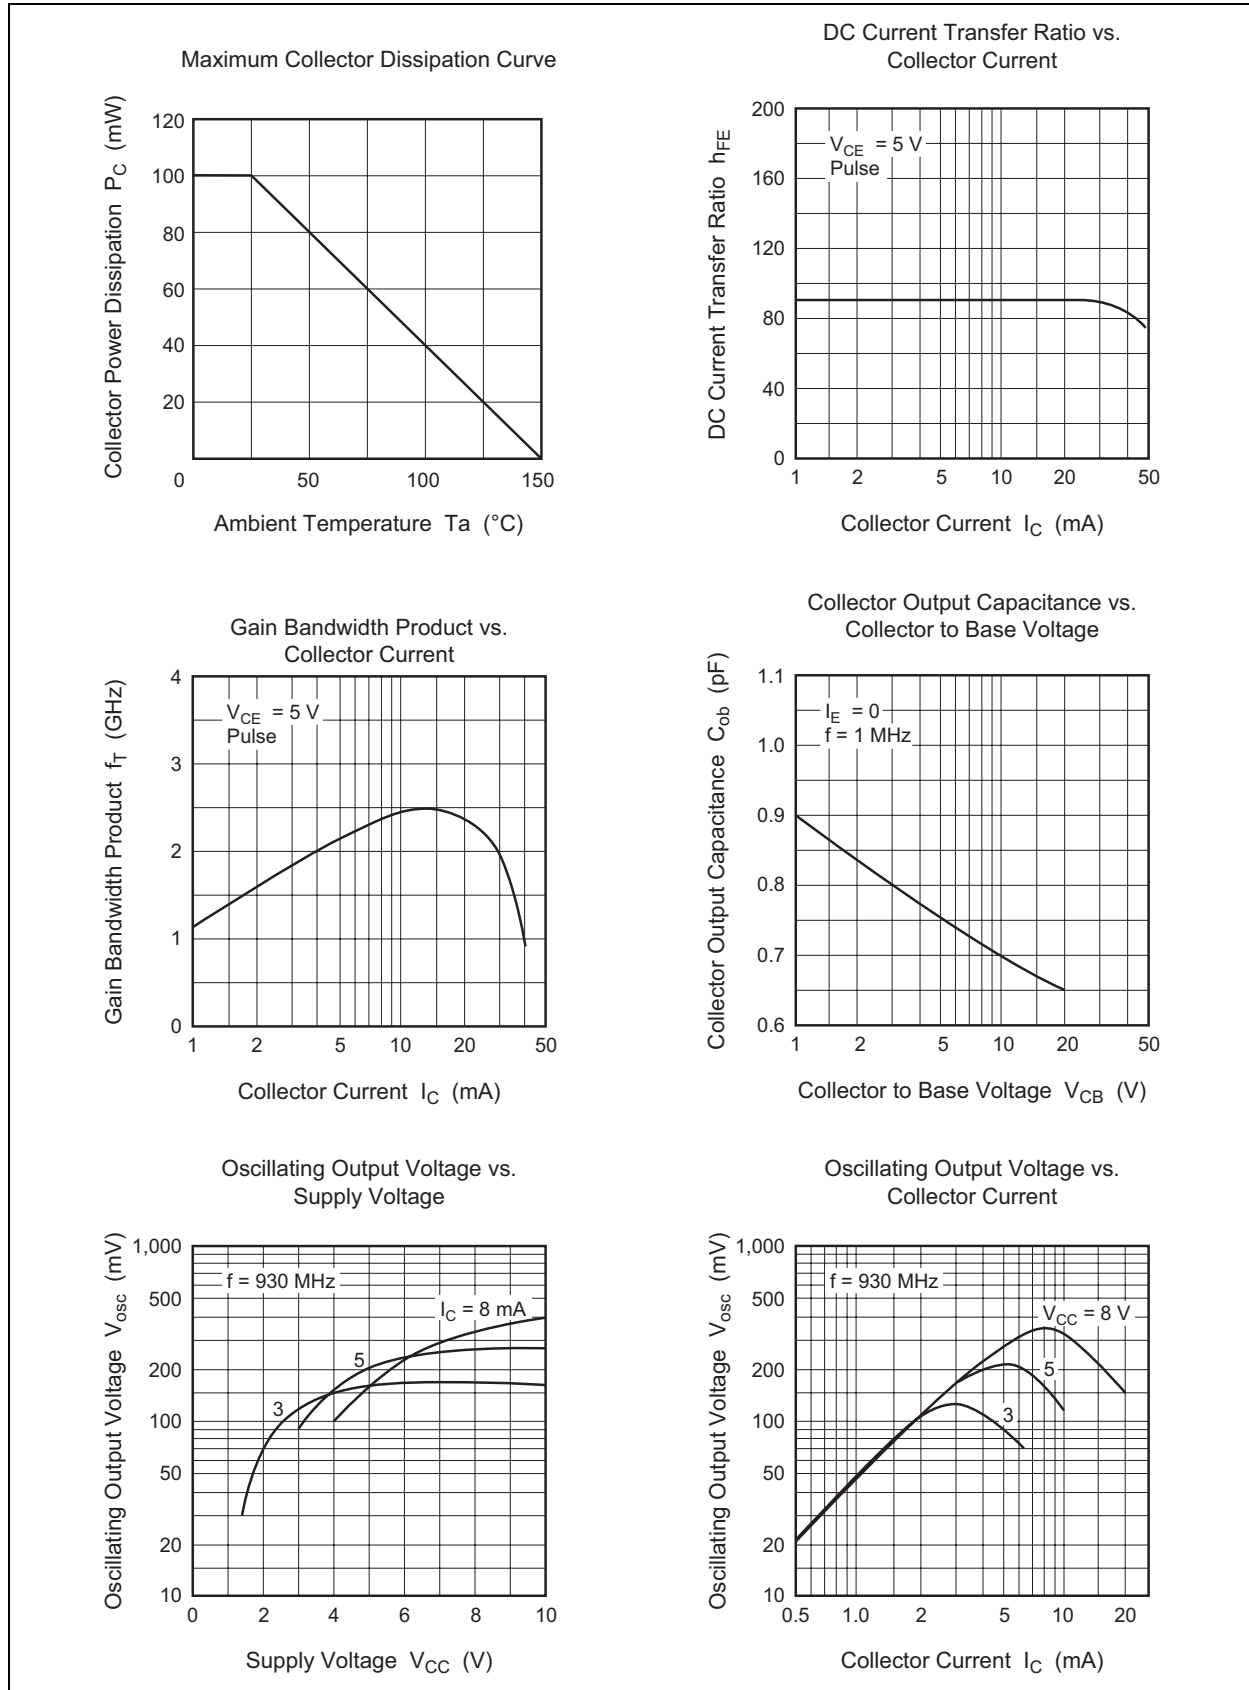 Maximum Collector Dissipation Curve
Collector Power Dissipation P_C (mW)
120
100
80
60
40
20
0
50
100
150
Ambient Temperature Ta (°C)
DC Current Transfer Ratio vs.
Collector Current
DC Current Transfer Ratio h_FE
200
160
120
80
40
0
V_CE = 5 V
Pulse
1
2
5
10
20
50
Collector Current I_C (mA)
Gain Bandwidth Product vs.
Collector Current
Gain Bandwidth Product f_T (GHz)
4
3
2
1
0
V_CE = 5 V
Pulse
1
2
5
10
20
50
Collector Current I_C (mA)
Collector Output Capacitance vs.
Collector to Base Voltage
Collector Output Capacitance C_ob (pF)
1.1
1.0
0.9
0.8
0.7
0.6
I_E = 0
f = 1 MHz
1
2
5
10
20
50
Collector to Base Voltage V_CB (V)
Oscillating Output Voltage vs.
Supply Voltage
Oscillating Output Voltage V_osc (mV)
1,000
500
200
100
50
20
10
f = 930 MHz
I_C = 8 mA
5
3
0
2
4
6
8
10
Supply Voltage V_CC (V)
Oscillating Output Voltage vs.
Collector Current
Oscillating Output Voltage V_osc (mV)
1,000
500
200
100
50
20
10
f = 930 MHz
V_CC = 8 V
5
3
0.5
1.0
2
5
10
20
Collector Current I_C (mA)